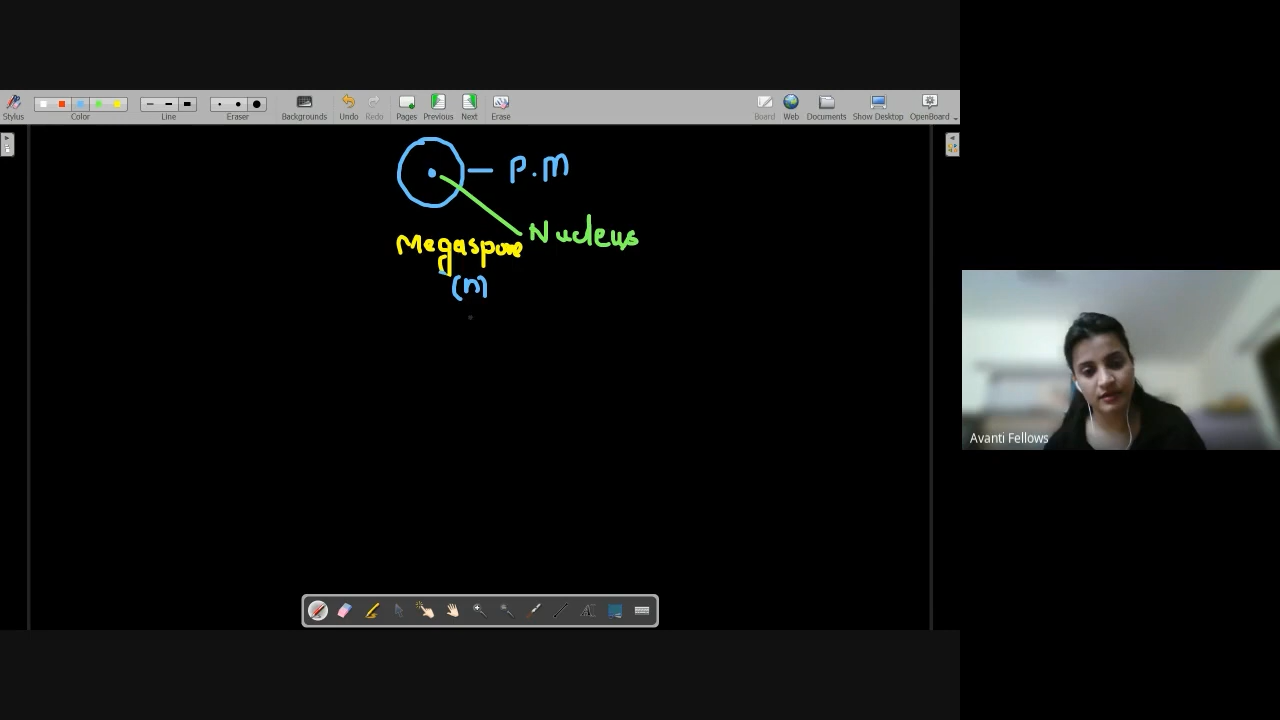 Stylus
Color
Line
Eraser
Backgrounds
Undo
Redo
Pages
Previous
Next
Erase
Board
Web
Documents
Show Desktop
OpenBoard
P.M
Nucleus
Megaspore
(n)
Avanti Fellows